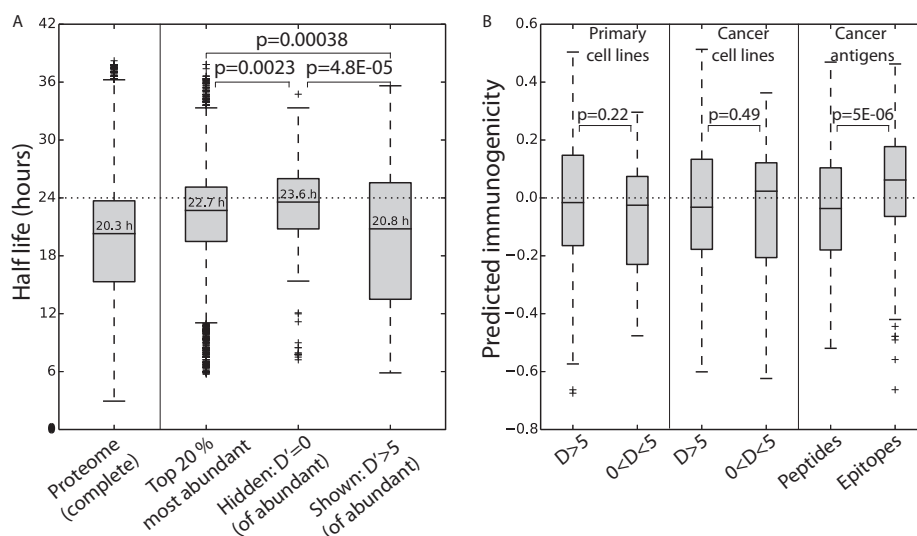 A
Half life (hours)
42
36
30
24
18
12
6
0
p=0.00038
p=0.0023
p=4.8E-05
20.3 h
22.7 h
23.6 h
20.8 h
Proteome
(complete)
Top 20 %
most abundant
Hidden: D'=0
(of abundant)
Shown: D'>5
(of abundant)
B
Predicted immunogenicity
0.6
0.4
0.2
0.0
−0.2
−0.4
−0.6
−0.8
Primary
cell lines
Cancer
cell lines
Cancer
antigens
p=0.22
p=0.49
p=5E-06
D>5
0<D<5
D>5
0<D<5
Peptides
Epitopes